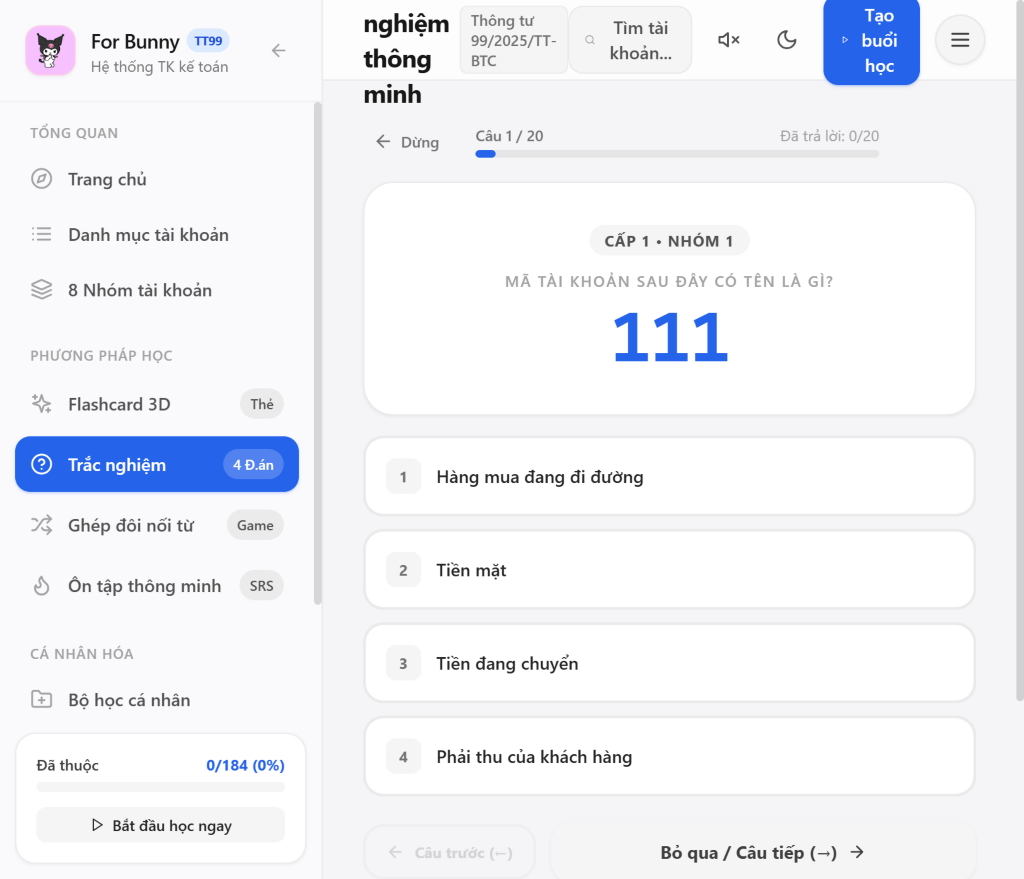 For Bunny TT99
Hệ thống TK kế toán
TỔNG QUAN
Trang chủ
Danh mục tài khoản
8 Nhóm tài khoản
PHƯƠNG PHÁP HỌC
Flashcard 3D Thẻ
Trắc nghiệm 4 Đ.án
Ghép đôi nối từ Game
Ôn tập thông minh SRS
CÁ NHÂN HÓA
Bộ học cá nhân
Đã thuộc 0/184 (0%)
Bắt đầu học ngay
nghiệm
thông
minh
Thông tư
99/2025/TT-
BTC
Tìm tài
khoản...
Tạo
buổi
học
Dừng
Câu 1 / 20
Đã trả lời: 0/20
CẤP 1 • NHÓM 1
MÃ TÀI KHOẢN SAU ĐÂY CÓ TÊN LÀ GÌ?
111
1 Hàng mua đang đi đường
2 Tiền mặt
3 Tiền đang chuyển
4 Phải thu của khách hàng
← Câu trước (←)
Bỏ qua / Câu tiếp (→) →